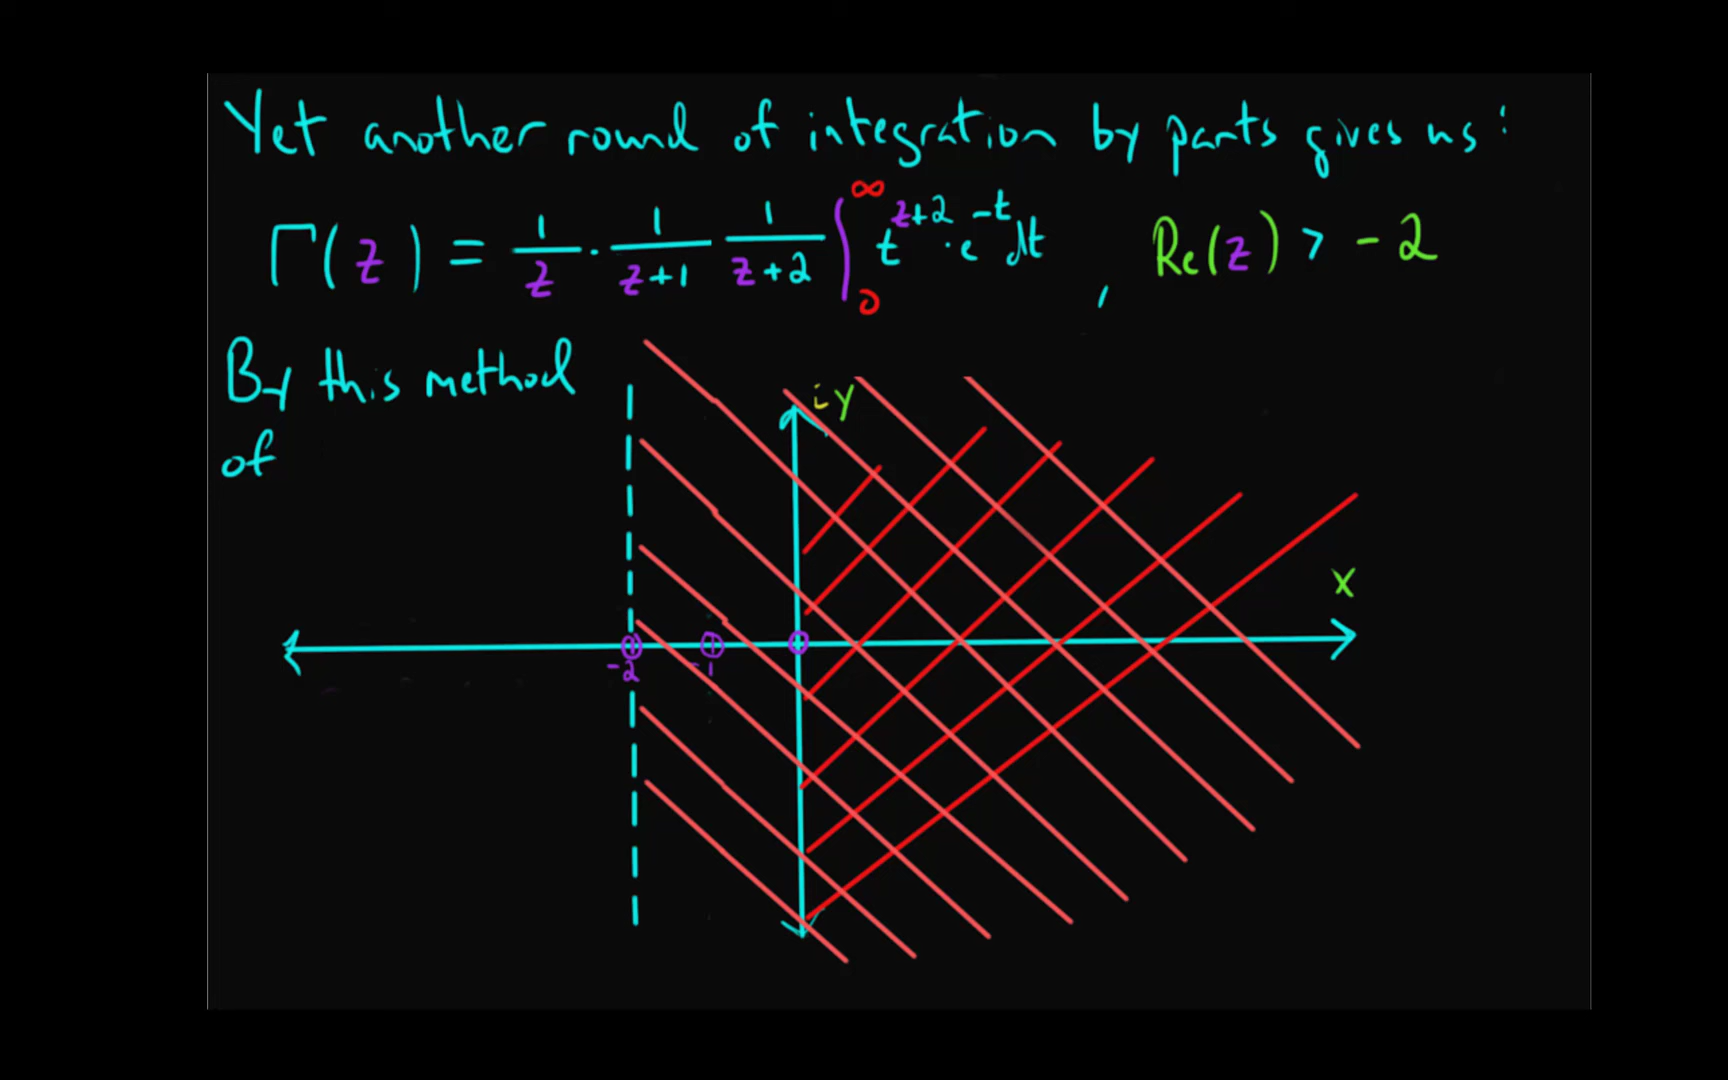 Yet another round of integration by parts gives us:
Γ(z) = 1/z · 1/(z+1) 1/(z+2) ∫₀^∞ t^(z+2) · e^(-t) dt , Re(z) > -2
By this method
of
iy
x
-2 -1